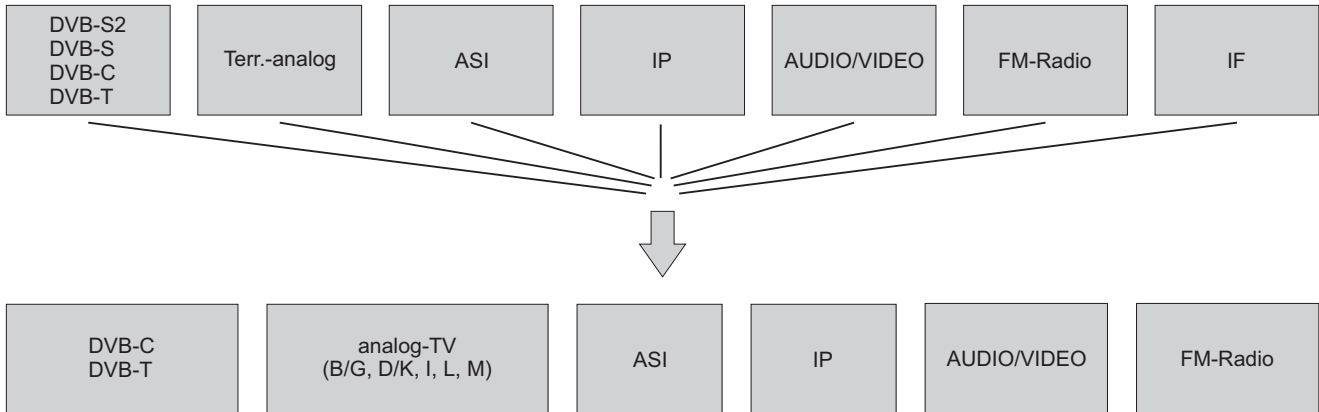 DVB-S2
DVB-S
DVB-C
DVB-T
Terr.-analog
ASI
IP
AUDIO/VIDEO
FM-Radio
IF
DVB-C
DVB-T
analog-TV
(B/G, D/K, I, L, M)
ASI
IP
AUDIO/VIDEO
FM-Radio